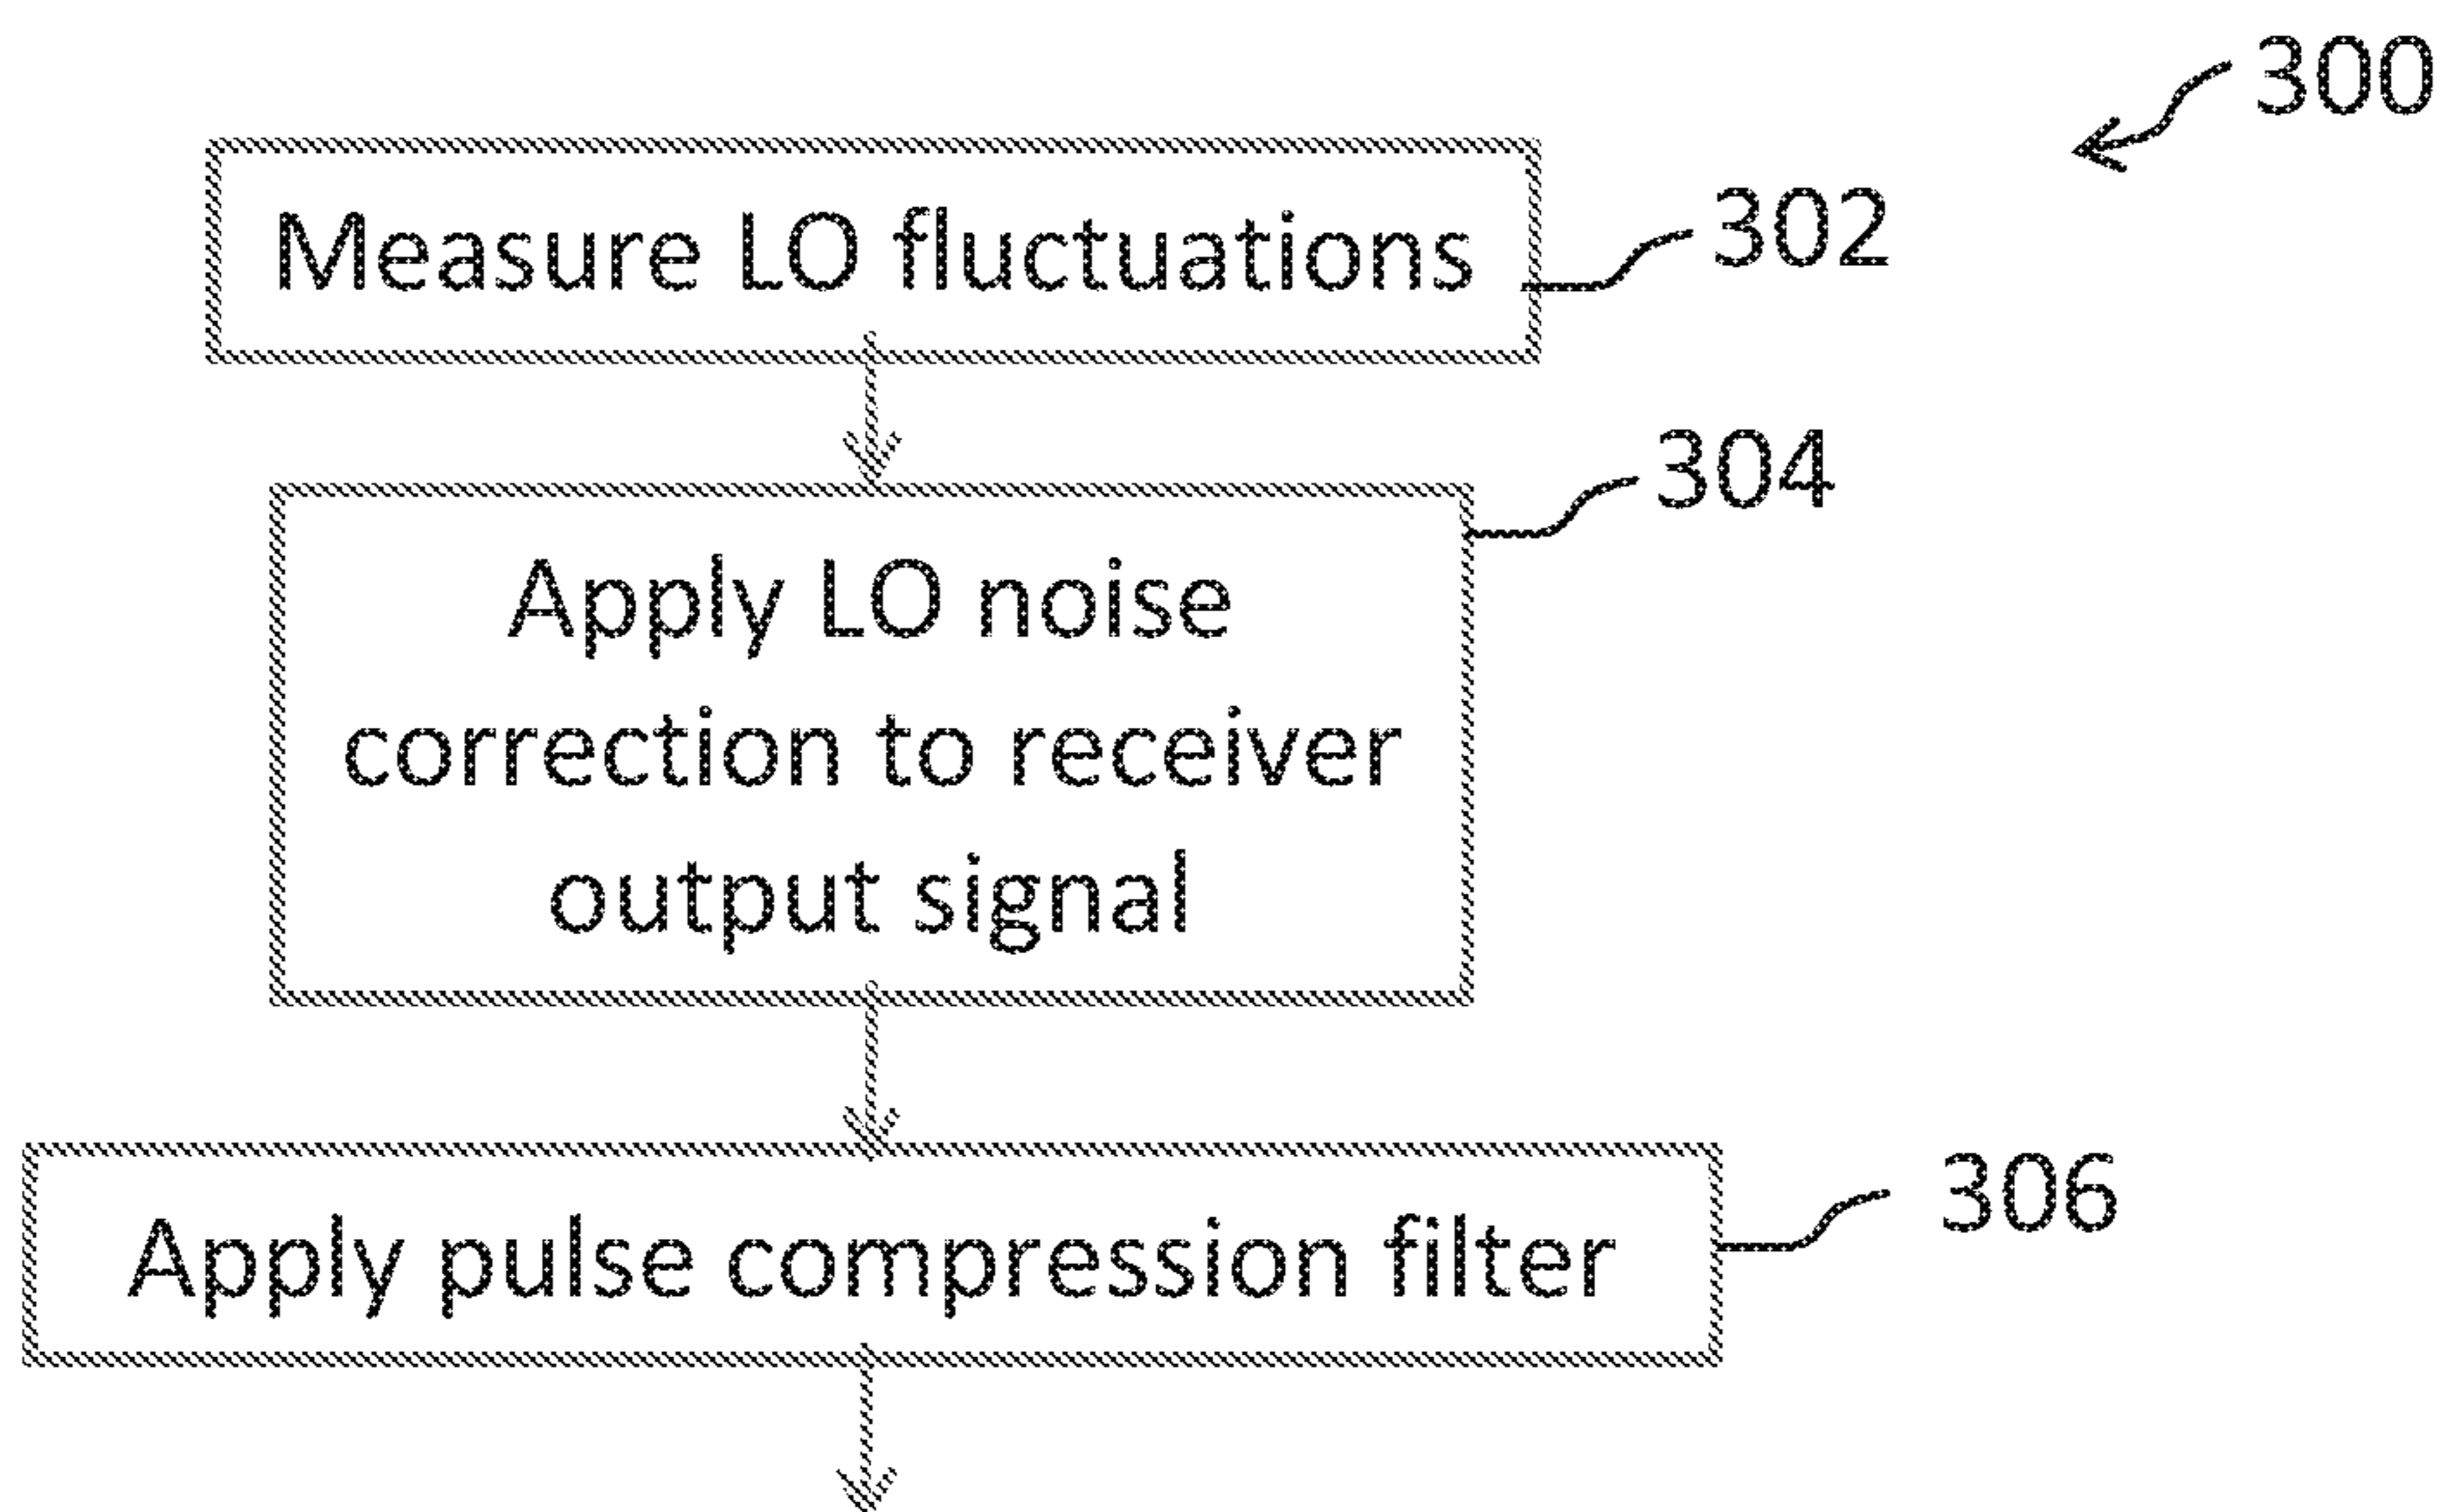 300
Measure LO fluctuations
302
304
Apply LO noise
correction to receiver
output signal
306
Apply pulse compression filter